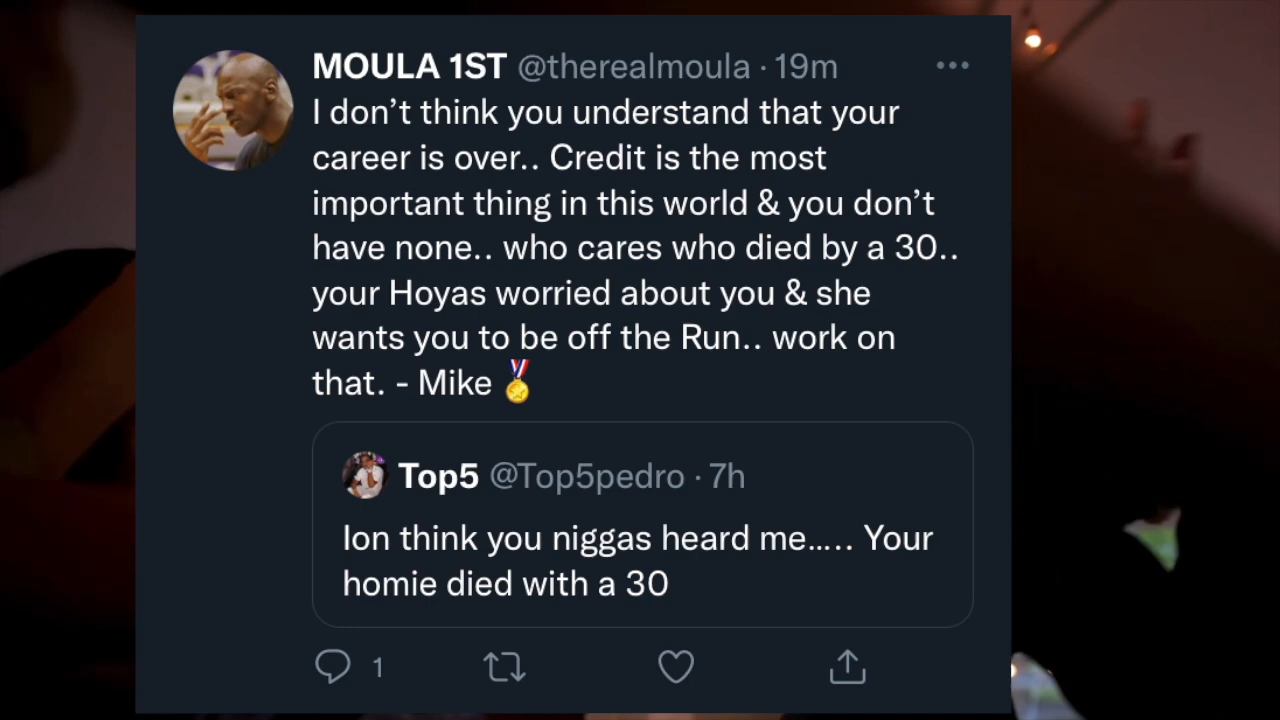 MOULA 1ST @therealmoula · 19m
I don’t think you understand that your
career is over.. Credit is the most
important thing in this world & you don’t
have none.. who cares who died by a 30..
your Hoyas worried about you & she
wants you to be off the Run.. work on
that. - Mike 🏅
Top5 @Top5pedro · 7h
Ion think you niggas heard me….. Your
homie died with a 30
1